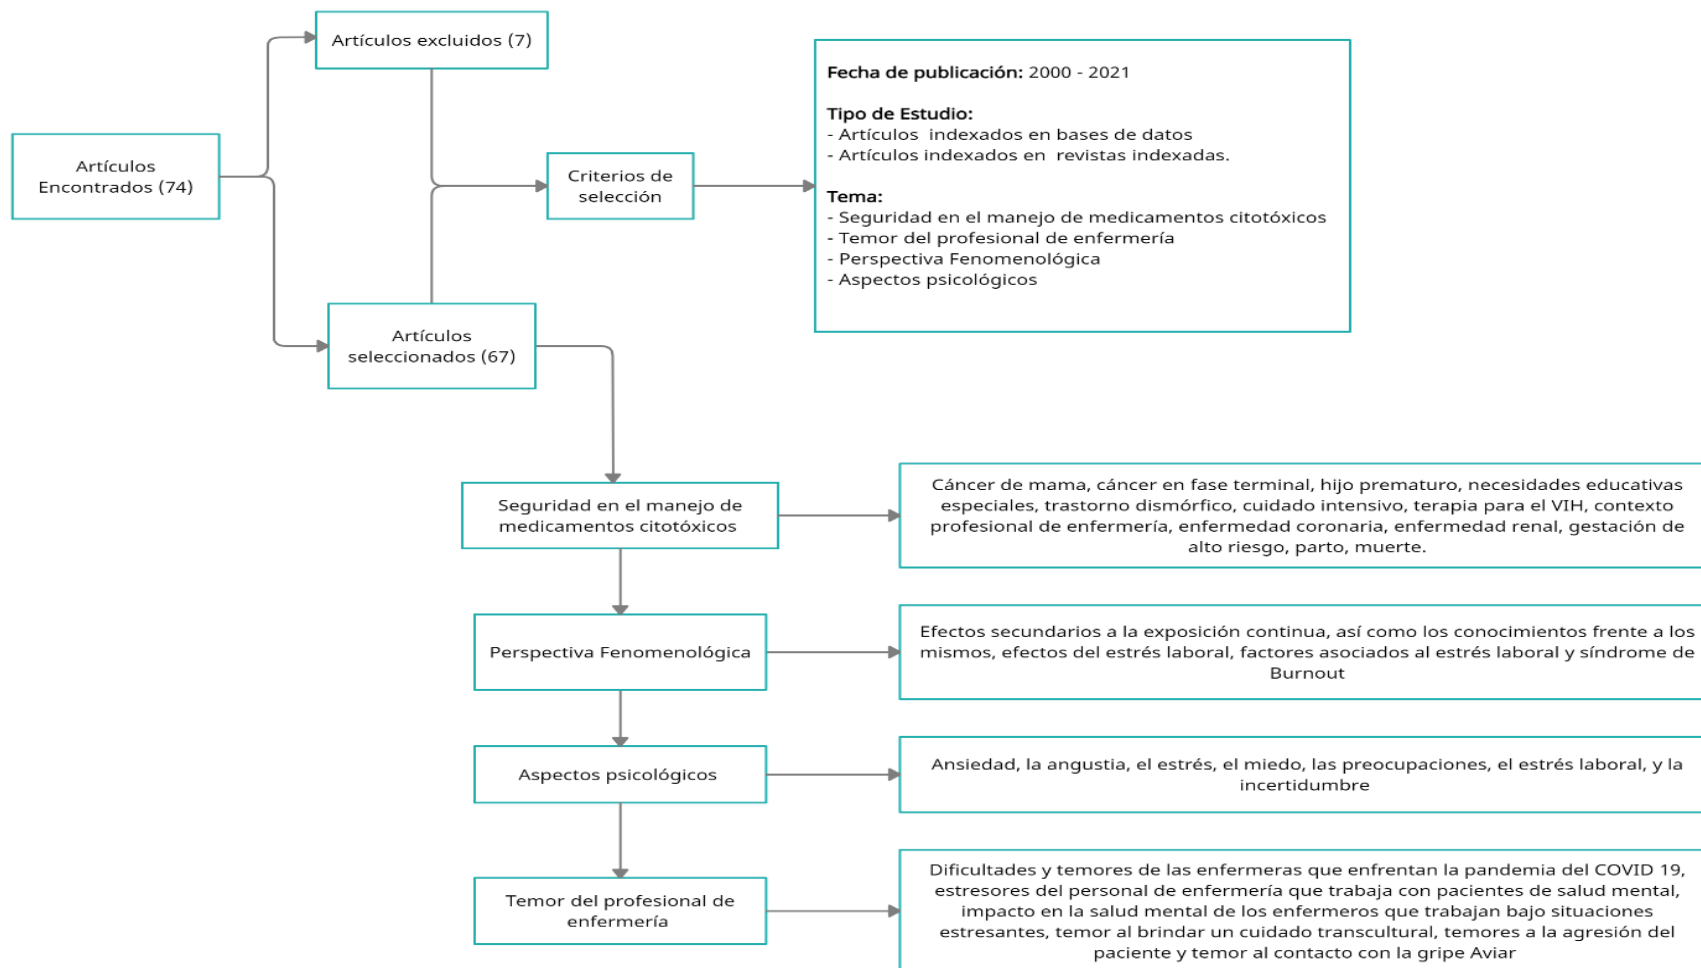 Artículos excluidos (7)
Artículos
Encontrados (74)
Criterios de
selección
Fecha de publicación: 2000 - 2021
Tipo de Estudio:
- Artículos indexados en bases de datos
- Artículos indexados en revistas indexadas.
Tema:
- Seguridad en el manejo de medicamentos citotóxicos
- Temor del profesional de enfermería
- Perspectiva Fenomenológica
- Aspectos psicológicos
Artículos
seleccionados (67)
Seguridad en el manejo de
medicamentos citotóxicos
Cáncer de mama, cáncer en fase terminal, hijo prematuro, necesidades educativas
especiales, trastorno dismórfico, cuidado intensivo, terapia para el VIH, contexto
profesional de enfermería, enfermedad coronaria, enfermedad renal, gestación de
alto riesgo, parto, muerte.
Perspectiva Fenomenológica
Efectos secundarios a la exposición continua, así como los conocimientos frente a los
mismos, efectos del estrés laboral, factores asociados al estrés laboral y síndrome de
Burnout
Aspectos psicológicos
Ansiedad, la angustia, el estrés, el miedo, las preocupaciones, el estrés laboral, y la
incertidumbre
Temor del profesional de
enfermería
Dificultades y temores de las enfermeras que enfrentan la pandemia del COVID 19,
estresores del personal de enfermería que trabaja con pacientes de salud mental,
impacto en la salud mental de los enfermeros que trabajan bajo situaciones
estresantes, temor al brindar un cuidado transcultural, temores a la agresión del
paciente y temor al contacto con la gripe Aviar